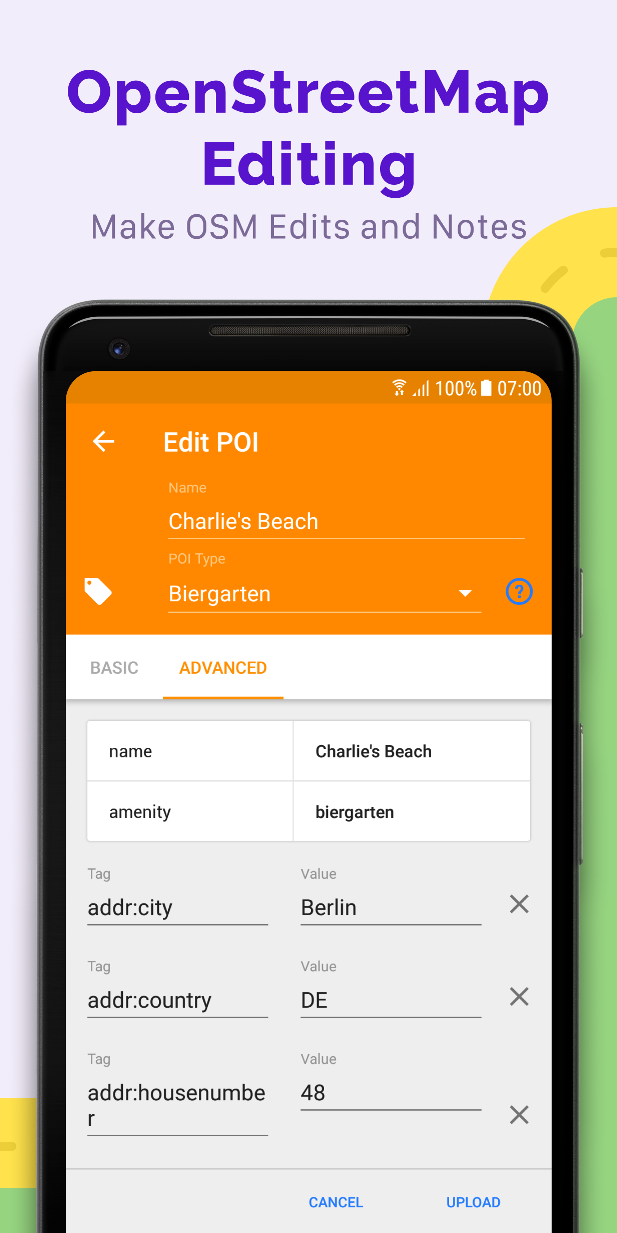 OpenStreetMap
Editing
Make OSM Edits and Notes
100% 07:00
Edit POI
Name
Charlie's Beach
POI Type
Biergarten
?
BASIC ADVANCED
name Charlie's Beach
amenity biergarten
Tag Value
addr:city Berlin
Tag Value
addr:country DE
Tag Value
addr:housenumbe 48
r
CANCEL UPLOAD